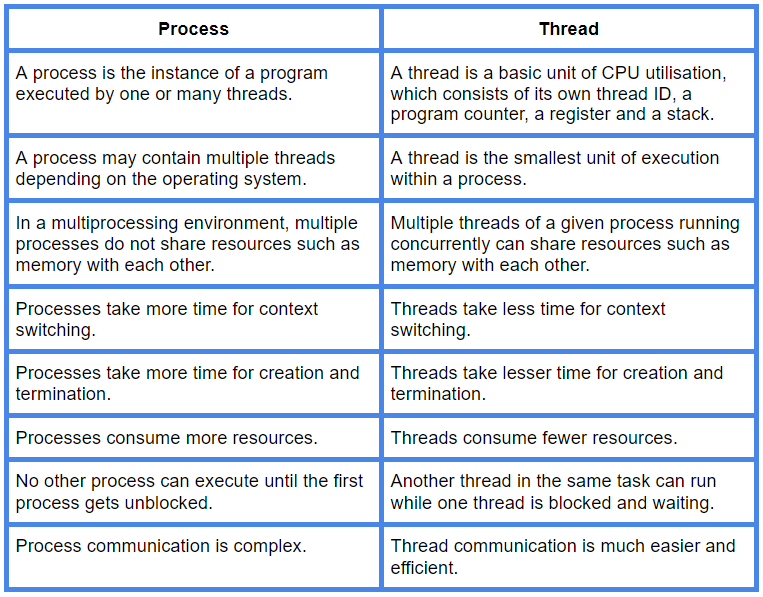 Process
Thread
A process is the instance of a program
executed by one or many threads.
A thread is a basic unit of CPU utilisation,
which consists of its own thread ID, a
program counter, a register and a stack.
A process may contain multiple threads
depending on the operating system.
A thread is the smallest unit of execution
within a process.
In a multiprocessing environment, multiple
processes do not share resources such as
memory with each other.
Multiple threads of a given process running
concurrently can share resources such as
memory with each other.
Processes take more time for context
switching.
Threads take less time for context
switching.
Processes take more time for creation and
termination.
Threads take lesser time for creation and
termination.
Processes consume more resources.
Threads consume fewer resources.
No other process can execute until the first
process gets unblocked.
Another thread in the same task can run
while one thread is blocked and waiting.
Process communication is complex.
Thread communication is much easier and
efficient.